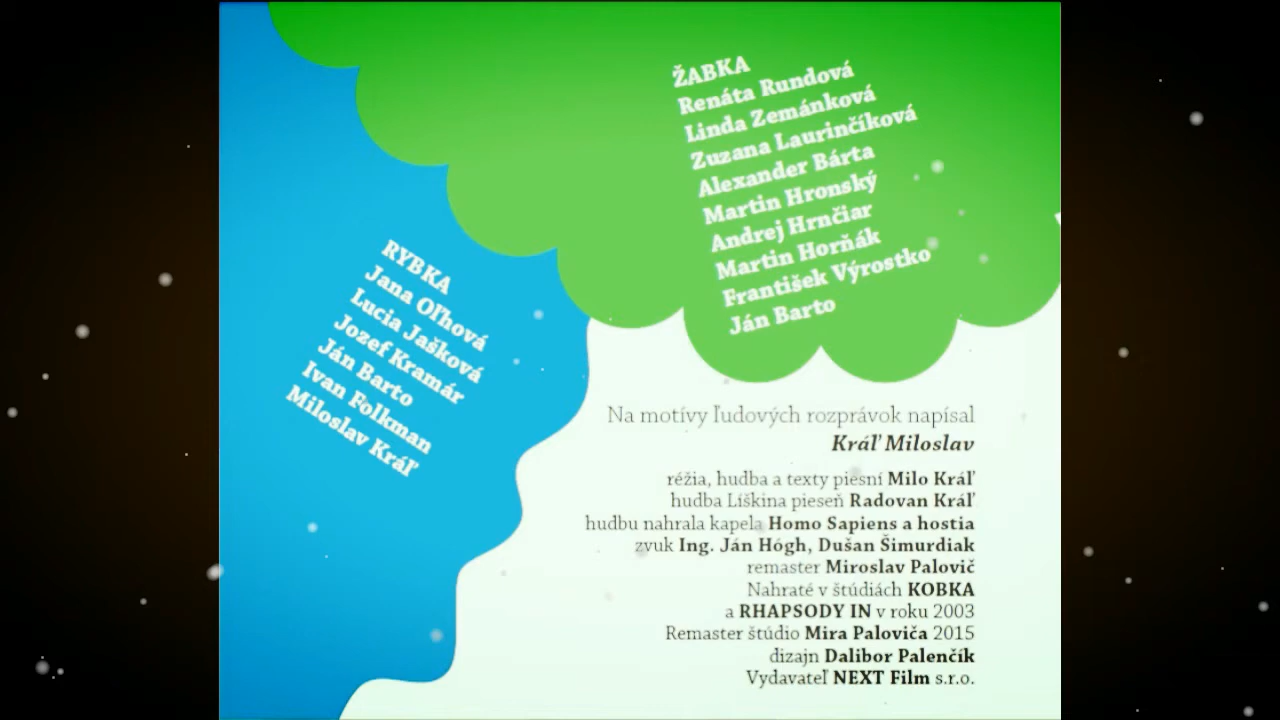 ŽABKA
Renáta Rundová
Linda Zemánková
Zuzana Laurinčíková
Alexander Bárta
Martin Hronský
Andrej Hrnčiar
Martin Horňák
František Výrostko
Ján Barto
RYBKA
Jana Oľhová
Lucia Jašková
Jozef Kramár
Ján Barto
Ivan Folkman
Miloslav Kráľ
Na motívy ľudových rozprávok napísal
Kráľ Miloslav
réžia, hudba a texty piesní Milo Kráľ
hudba Líškina pieseň Radovan Kráľ
hudbu nahrala kapela Homo Sapiens a hostia
zvuk Ing. Ján Hógh, Dušan Šimurdiak
remaster Miroslav Palovič
Nahraté v štúdiách KOBKA
a RHAPSODY IN v roku 2003
Remaster štúdio Mira Paloviča 2015
dizajn Dalibor Palenčík
Vydavateľ NEXT Film s.r.o.